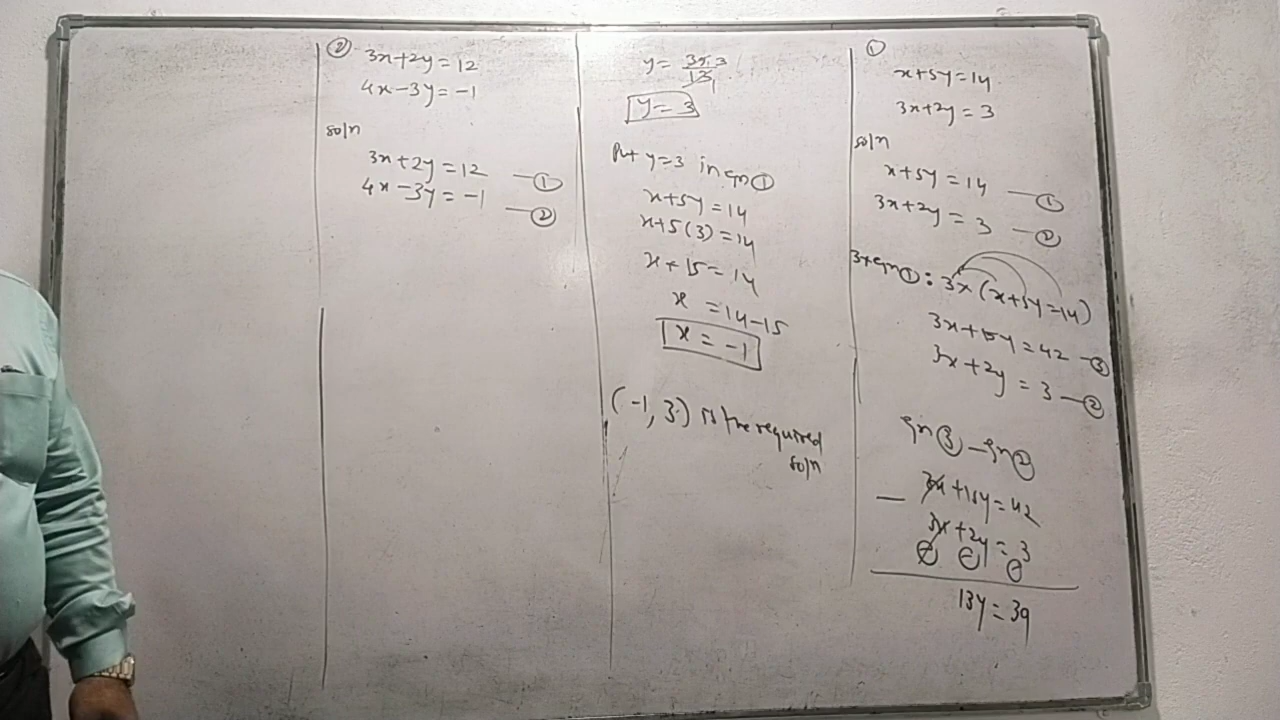 ①
x+5y=14
3x+2y=3
soln
x+5y=14 —①
3x+2y=3 —②
3×eqn①: 3×(x+5y=14)
3x+15y=42 —③
3x+2y=3 —②
eqn③ - eqn②
3x+15y=42
— 3x+2y=3
⊖ ⊖ ⊖
13y=39
y= 39 3
13 1
y=3
Put y=3 in eqn①
x+5y=14
x+5(3)=14
x+15=14
x =14-15
x=-1
(-1,3) is the required
soln
② 3x+2y=12
4x-3y=-1
soln
3x+2y=12 —①
4x-3y=-1 —②